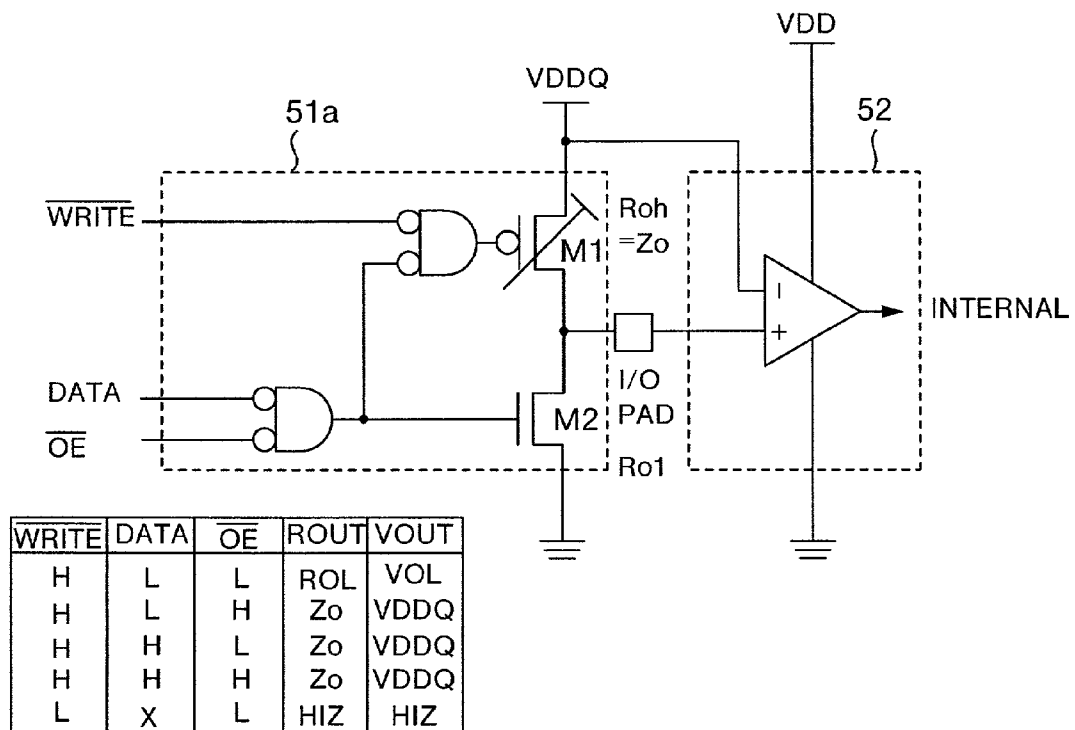 VDD
VDDQ
51a
52
WRITE
Roh
=Zo
M1
−
+
INTERNAL
DATA
OE
M2
I/O
PAD
Ro1
WRITE DATA OE ROUT VOUT
H L L ROL VOL
H L H Zo VDDQ
H H L Zo VDDQ
H H H Zo VDDQ
L X L HIZ HIZ